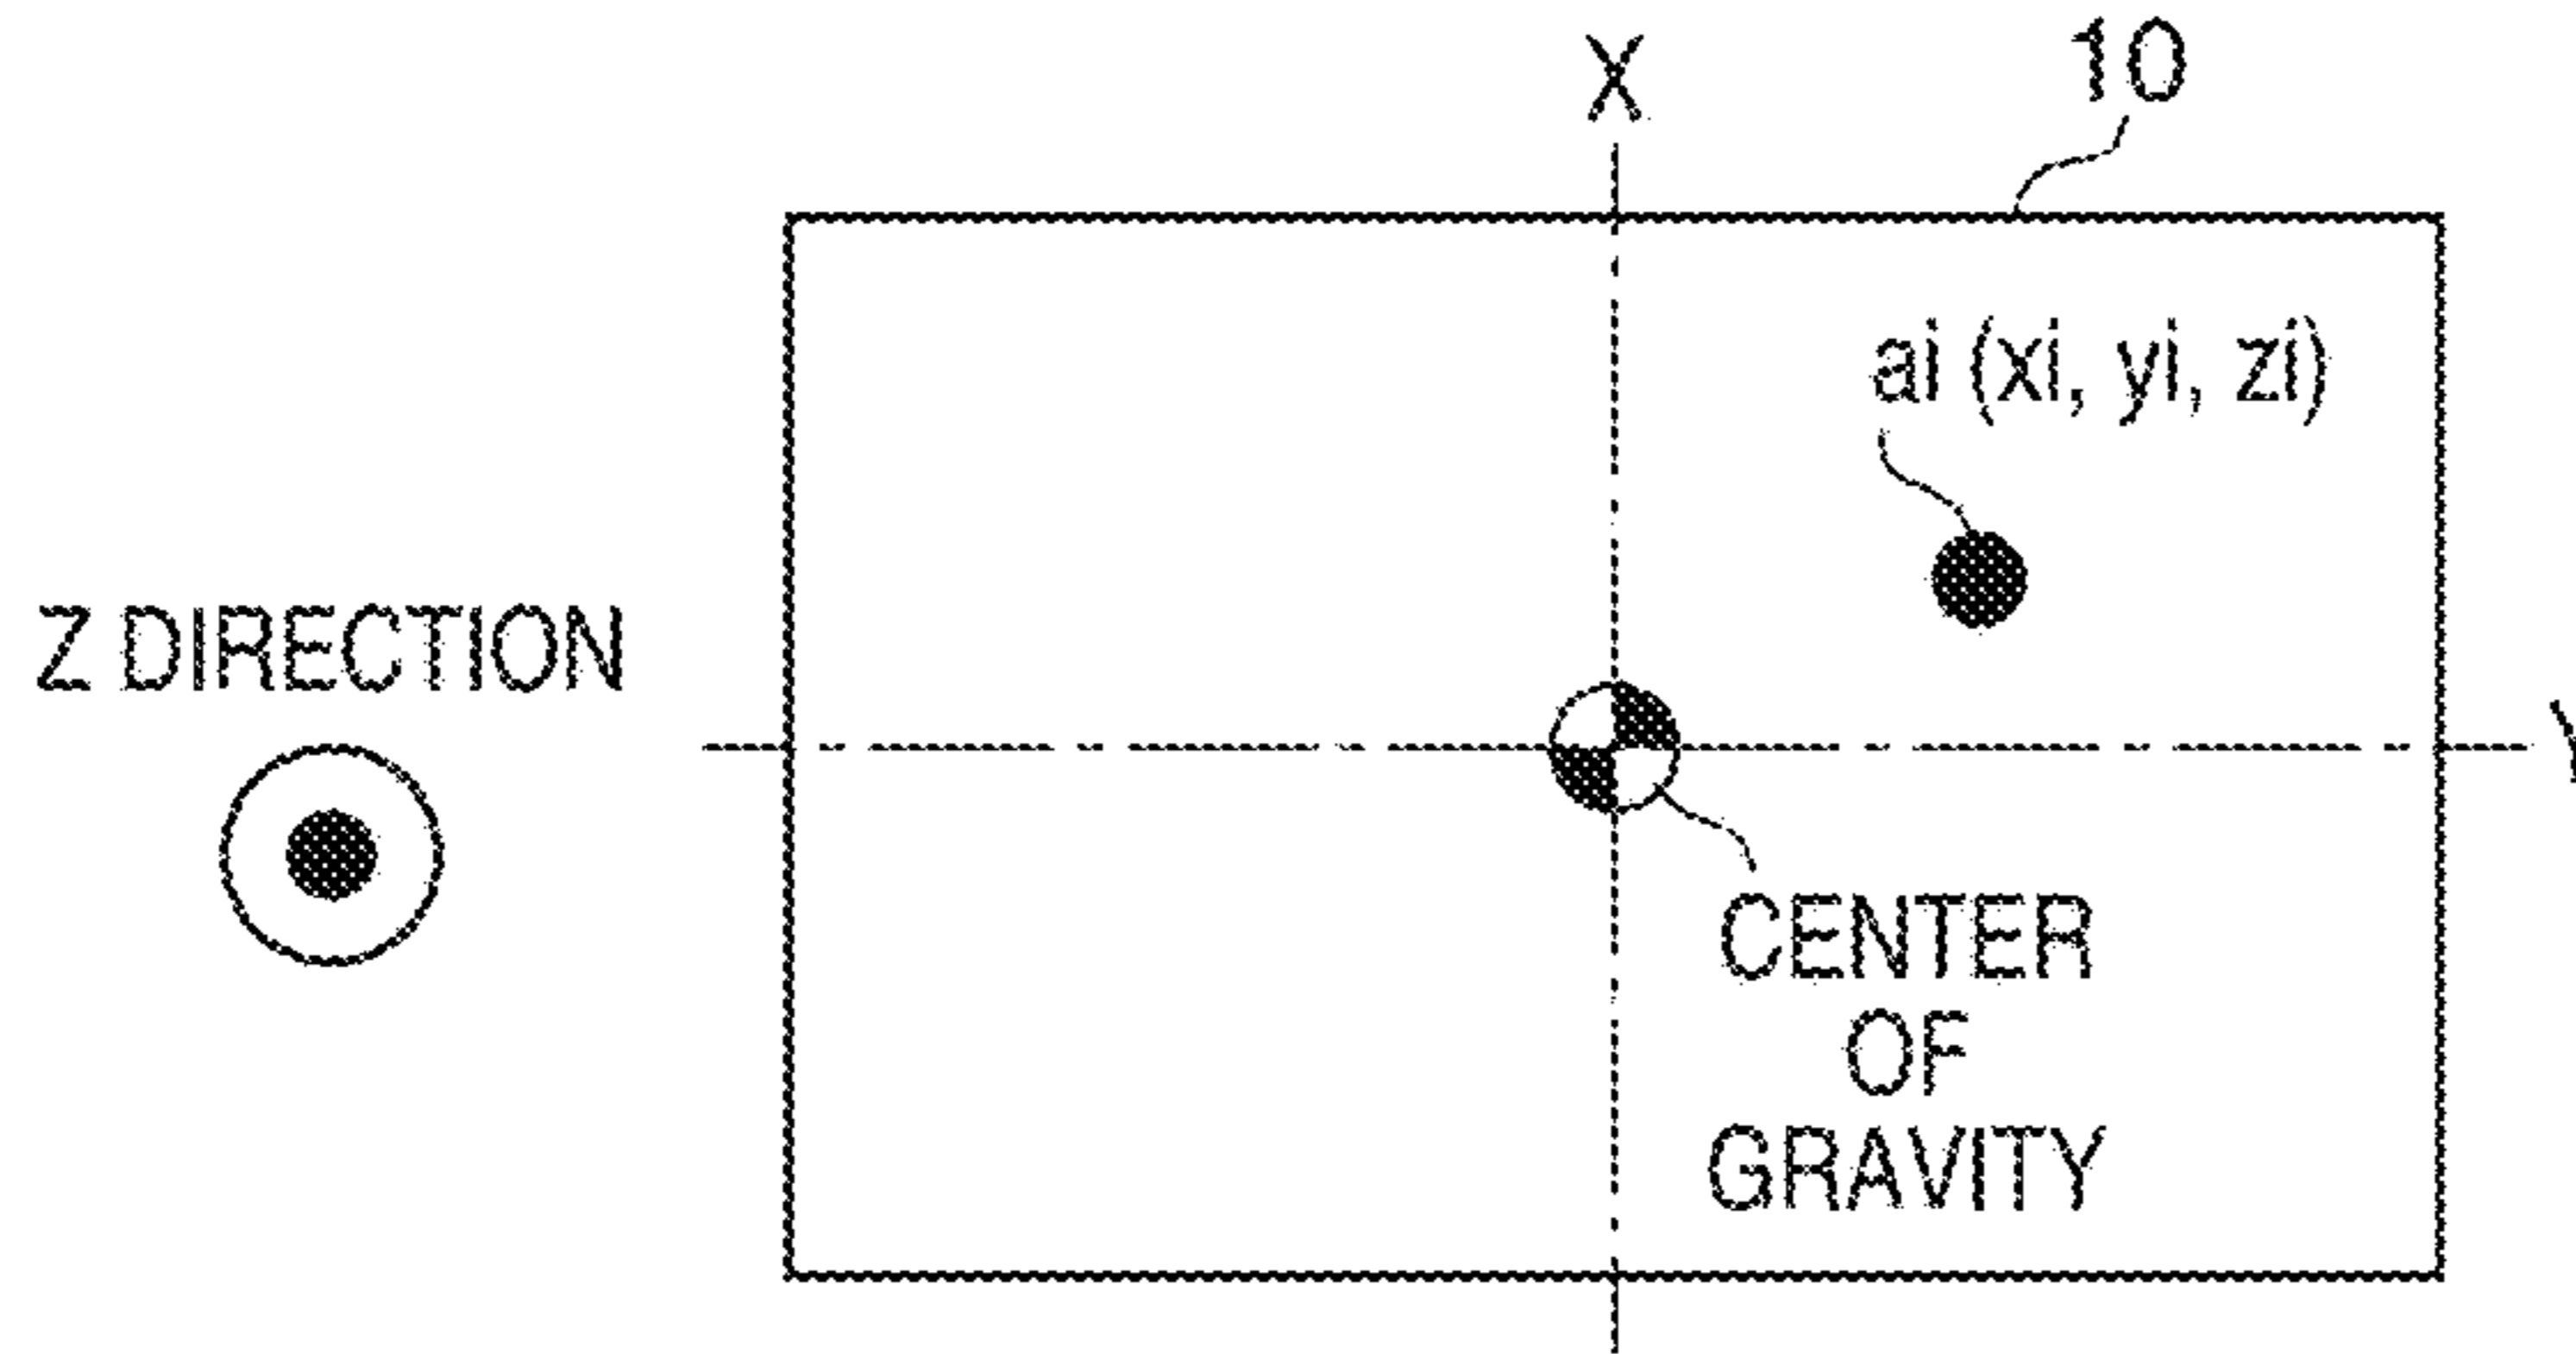 X
10
ai (xi, yi, zi)
Z DIRECTION
Y
CENTER
OF
GRAVITY